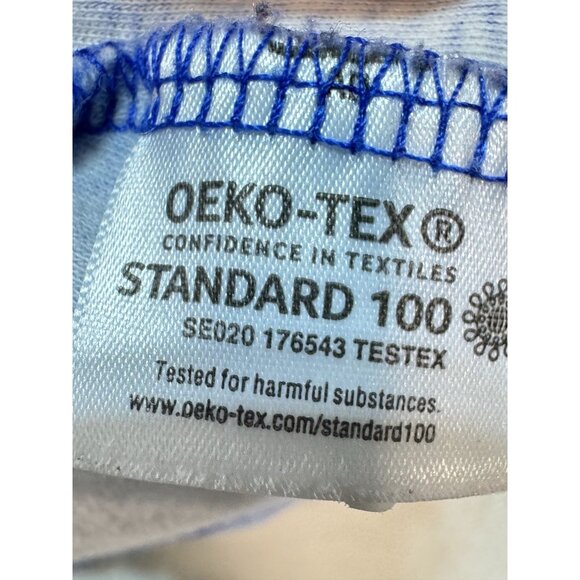 OEKO-TEX®
CONFIDENCE IN TEXTILES
STANDARD 100
SE020 176543 TESTEX
Tested for harmful substances.
www.oeko-tex.com/standard100